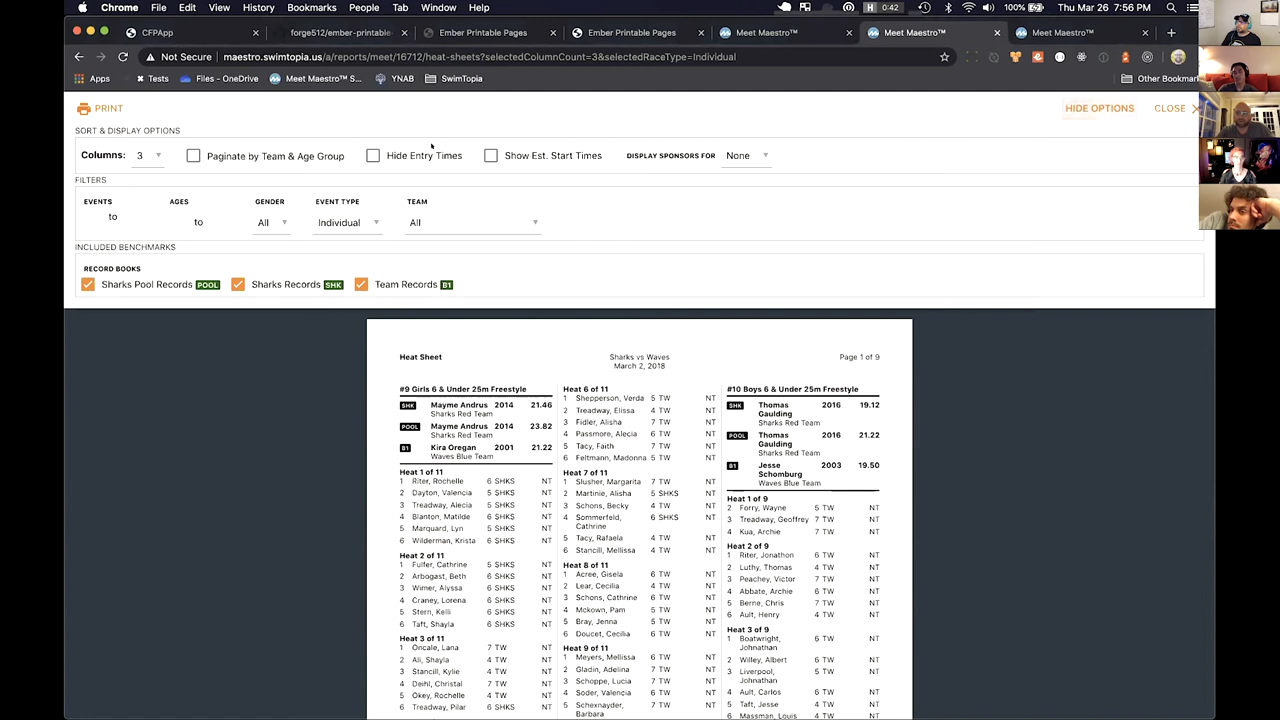 Chrome File Edit View History Bookmarks People Tab Window Help 0:42 100% Thu Mar 26 7:56 PM
CFPApp forge512/ember-printable- Ember Printable Pages Ember Printable Pages Meet Maestro™ Meet Maestro™ Meet Maestro™
Not Secure maestro.swimtopia.us/a/reports/meet/16712/heat-sheets?selectedColumnCount=3&selectedRaceType=Individual
Apps Tests Files - OneDrive Meet Maestro™ S... YNAB SwimTopia Other Bookmar
PRINT HIDE OPTIONS CLOSE
SORT & DISPLAY OPTIONS
Columns: 3 Paginate by Team & Age Group Hide Entry Times Show Est. Start Times DISPLAY SPONSORS FOR None
FILTERS
EVENTS AGES GENDER EVENT TYPE TEAM
to to All Individual All
INCLUDED BENCHMARKS
RECORD BOOKS
Sharks Pool Records POOL Sharks Records SHK Team Records B1
Heat Sheet
Sharks vs Waves
March 2, 2018
Page 1 of 9
#9 Girls 6 & Under 25m Freestyle
SHK Mayme Andrus 2014 21.46
Sharks Red Team
POOL Mayme Andrus 2014 23.82
Sharks Red Team
B1 Kira Oregan 2001 21.22
Waves Blue Team
Heat 1 of 11
1 Riter, Rochelle 6 SHKS NT
2 Dayton, Valencia 5 SHKS NT
3 Treadway, Alecia 5 SHKS NT
4 Blanton, Matilde 6 SHKS NT
5 Marquard, Lyn 5 SHKS NT
6 Wilderman, Krista 6 SHKS NT
Heat 2 of 11
1 Fulfer, Cathrine 5 SHKS NT
2 Arbogast, Beth 6 SHKS NT
3 Wimer, Alyssa 6 SHKS NT
4 Craney, Lorena 6 SHKS NT
5 Stern, Kelli 6 SHKS NT
6 Taft, Shayla 6 SHKS NT
Heat 3 of 11
1 Oncale, Lana 7 TW NT
2 Ali, Shayla 4 TW NT
3 Stancill, Kylie 4 TW NT
4 Deihl, Christal 7 TW NT
5 Okey, Rochelle 4 TW NT
6 Treadway, Pilar 6 SHKS NT
Heat 6 of 11
1 Shepperson, Verda 5 TW NT
2 Treadway, Elissa 4 TW NT
3 Fidler, Alisha 7 TW NT
4 Passmore, Alecia 6 TW NT
5 Tacy, Faith 7 TW NT
6 Feltmann, Madonna 5 TW NT
Heat 7 of 11
1 Slusher, Margarita 7 TW NT
2 Martinie, Alisha 5 SHKS NT
3 Schons, Becky 4 TW NT
4 Sommerfeld, 6 SHKS NT
Cathrine
5 Tacy, Rafaela 4 TW NT
6 Stancill, Mellissa 4 TW NT
Heat 8 of 11
1 Acree, Gisela 6 TW NT
2 Lear, Cecilia 4 TW NT
3 Schons, Cathrine 6 TW NT
4 Mckown, Pam 5 TW NT
5 Bray, Jenna 5 TW NT
6 Doucet, Cecilia 6 TW NT
Heat 9 of 11
1 Meyers, Mellissa 6 TW NT
2 Gladin, Adelina 7 TW NT
3 Schoppe, Lucia 7 TW NT
4 Soder, Valencia 6 TW NT
5 Schexnayder, 7 TW NT
Barbara
#10 Boys 6 & Under 25m Freestyle
SHK Thomas 2016 19.12
Gaulding
Sharks Red Team
POOL Thomas 2016 21.22
Gaulding
Sharks Red Team
B1 Jesse 2003 19.50
Schomburg
Waves Blue Team
Heat 1 of 9
2 Forry, Wayne 5 TW NT
3 Treadway, Geoffrey 7 TW NT
4 Kua, Archie 7 TW NT
Heat 2 of 9
1 Riter, Jonathon 6 TW NT
2 Luthy, Thomas 4 TW NT
3 Peachey, Victor 7 TW NT
4 Abbate, Archie 6 TW NT
5 Berne, Chris 7 TW NT
6 Ault, Henry 4 TW NT
Heat 3 of 9
1 Boatwright, 6 TW NT
Johnathan
2 Willey, Albert 6 TW NT
3 Liverpool, 5 TW NT
Johnathan
4 Ault, Carlos 6 TW NT
5 Taft, Jesse 4 TW NT
6 Massman, Louis 4 TW NT